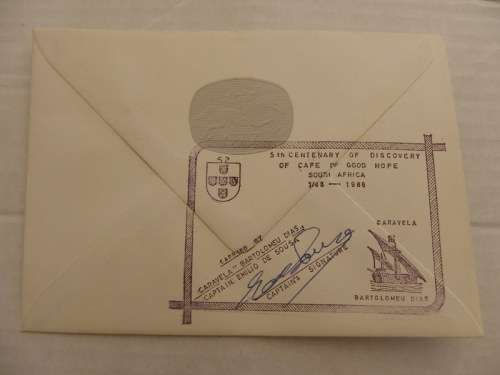 5th CENTENARY OF DISCOVERY
OF CAPE OF GOOD HOPE
SOUTH AFRICA
1488 - 1988
CARRIED BY
CARAVELA - BARTOLOMEU DIAS
CAPTAIN EMILIO DE SOUSA
CAPTAINS SIGNATURE
CARAVELA
BARTOLOMEU DIAS